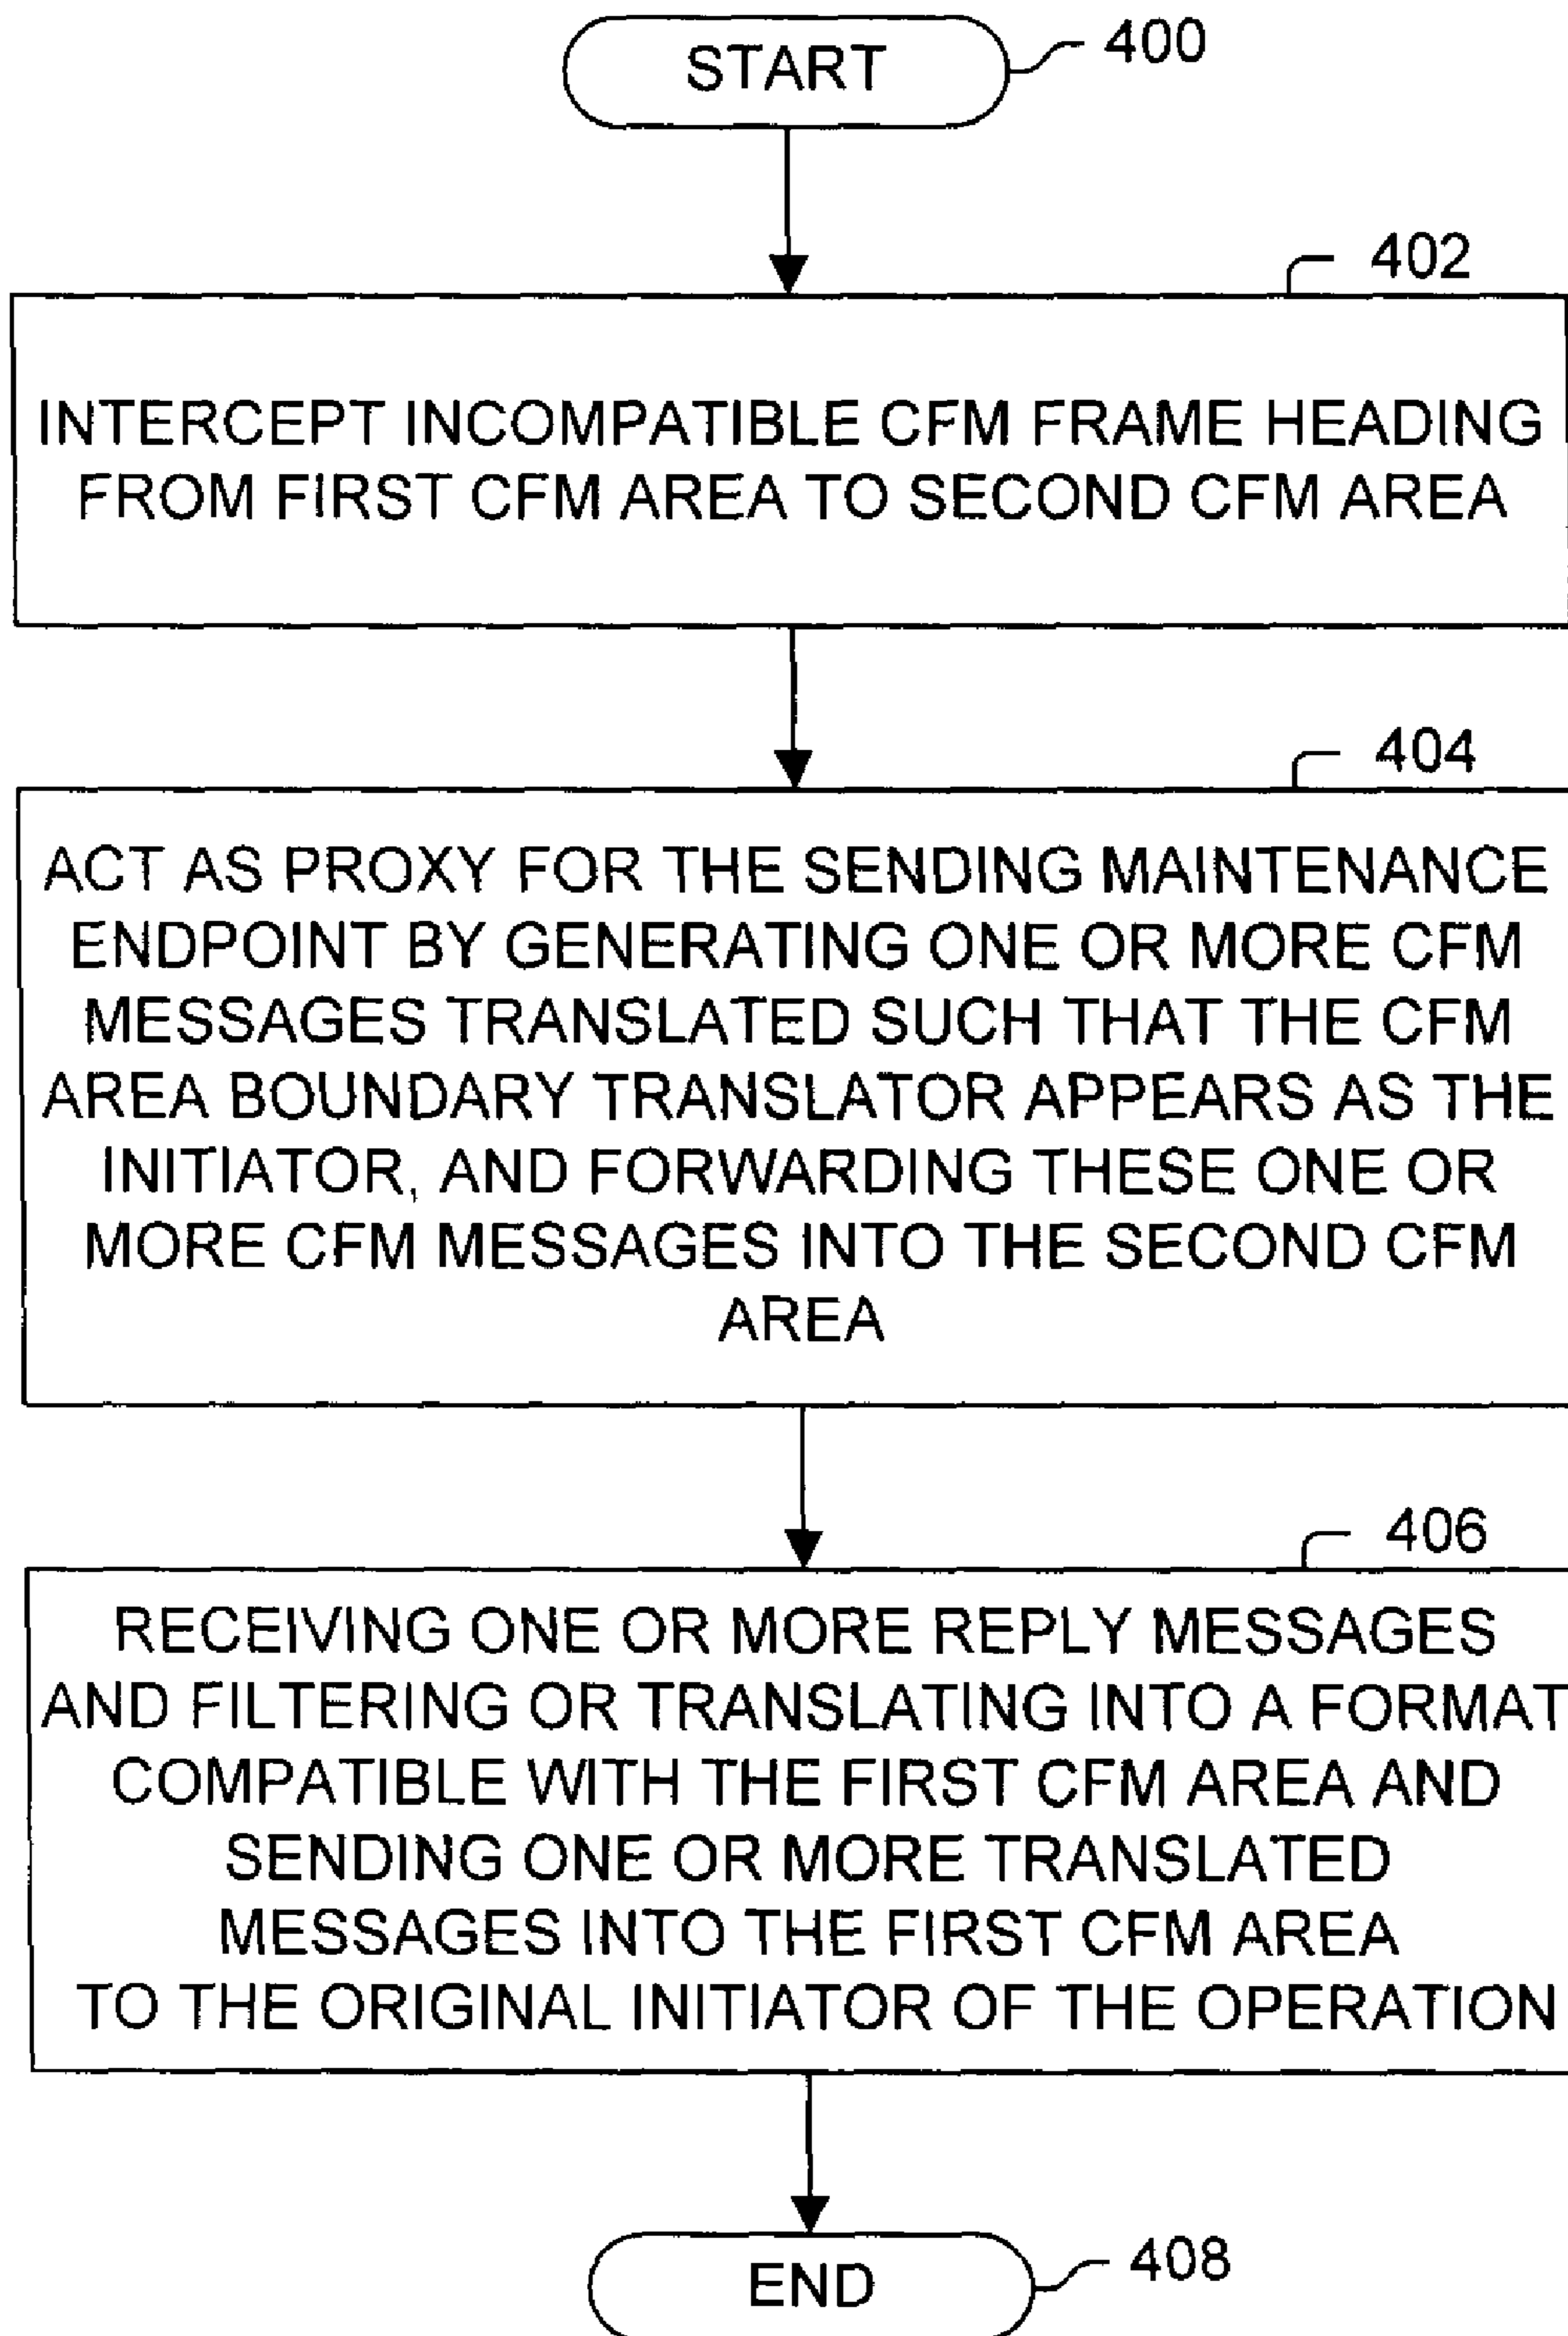 START
400
402
INTERCEPT INCOMPATIBLE CFM FRAME HEADING
FROM FIRST CFM AREA TO SECOND CFM AREA
404
ACT AS PROXY FOR THE SENDING MAINTENANCE
ENDPOINT BY GENERATING ONE OR MORE CFM
MESSAGES TRANSLATED SUCH THAT THE CFM
AREA BOUNDARY TRANSLATOR APPEARS AS THE
INITIATOR, AND FORWARDING THESE ONE OR
MORE CFM MESSAGES INTO THE SECOND CFM
AREA
406
RECEIVING ONE OR MORE REPLY MESSAGES
AND FILTERING OR TRANSLATING INTO A FORMAT
COMPATIBLE WITH THE FIRST CFM AREA AND
SENDING ONE OR MORE TRANSLATED
MESSAGES INTO THE FIRST CFM AREA
TO THE ORIGINAL INITIATOR OF THE OPERATION
END
408